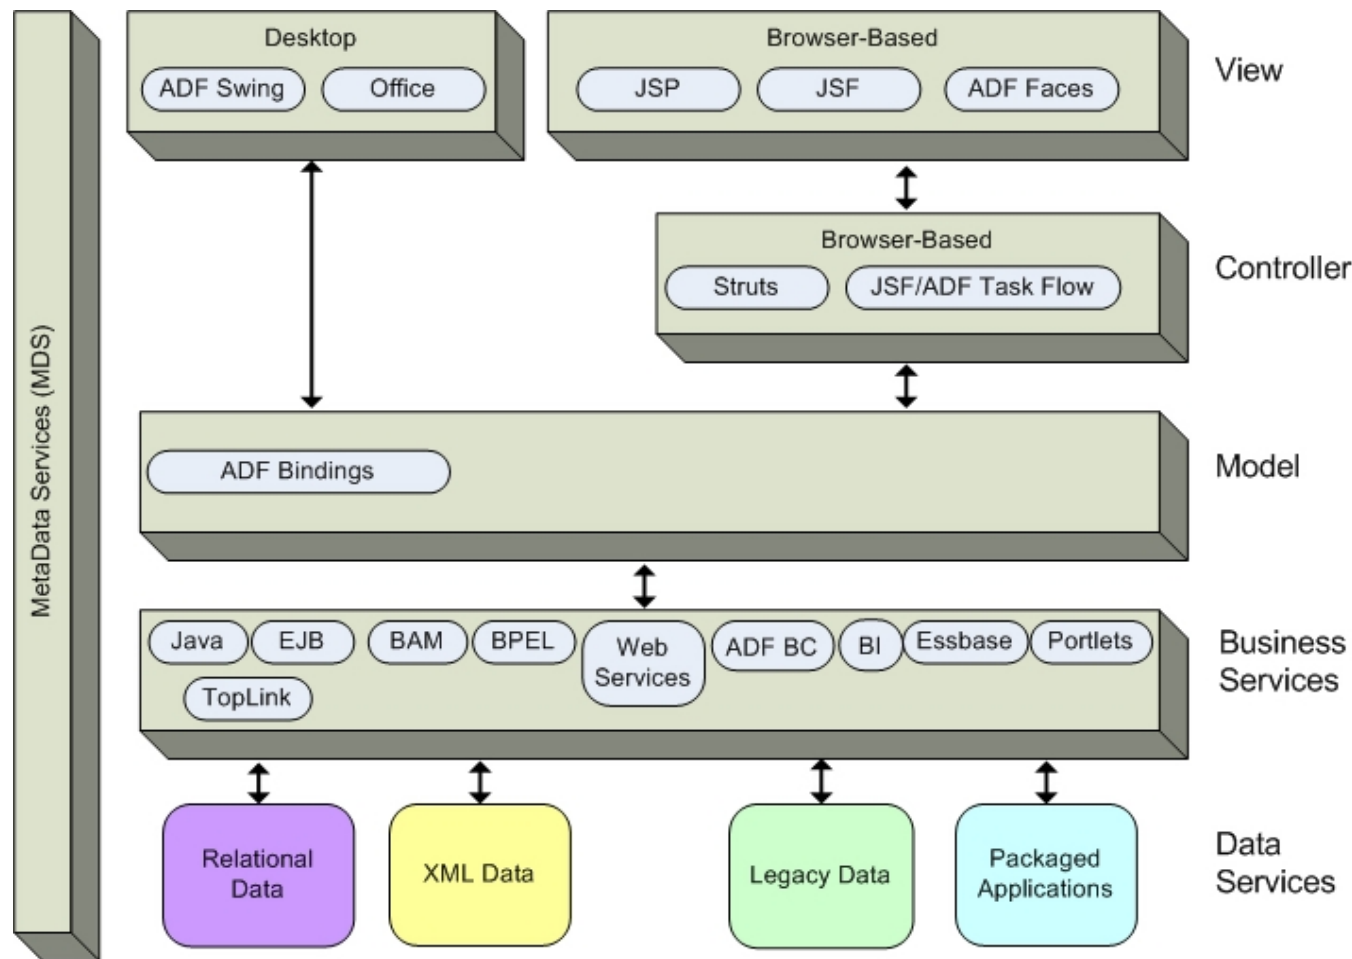 MetaData Services (MDS)
Desktop
ADF Swing
Office
Browser-Based
JSP
JSF
ADF Faces
View
Browser-Based
Struts
JSF/ADF Task Flow
Controller
ADF Bindings
Model
Java
EJB
BAM
BPEL
Web
Services
ADF BC
BI
Essbase
Portlets
TopLink
Business
Services
Relational
Data
XML Data
Legacy Data
Packaged
Applications
Data
Services